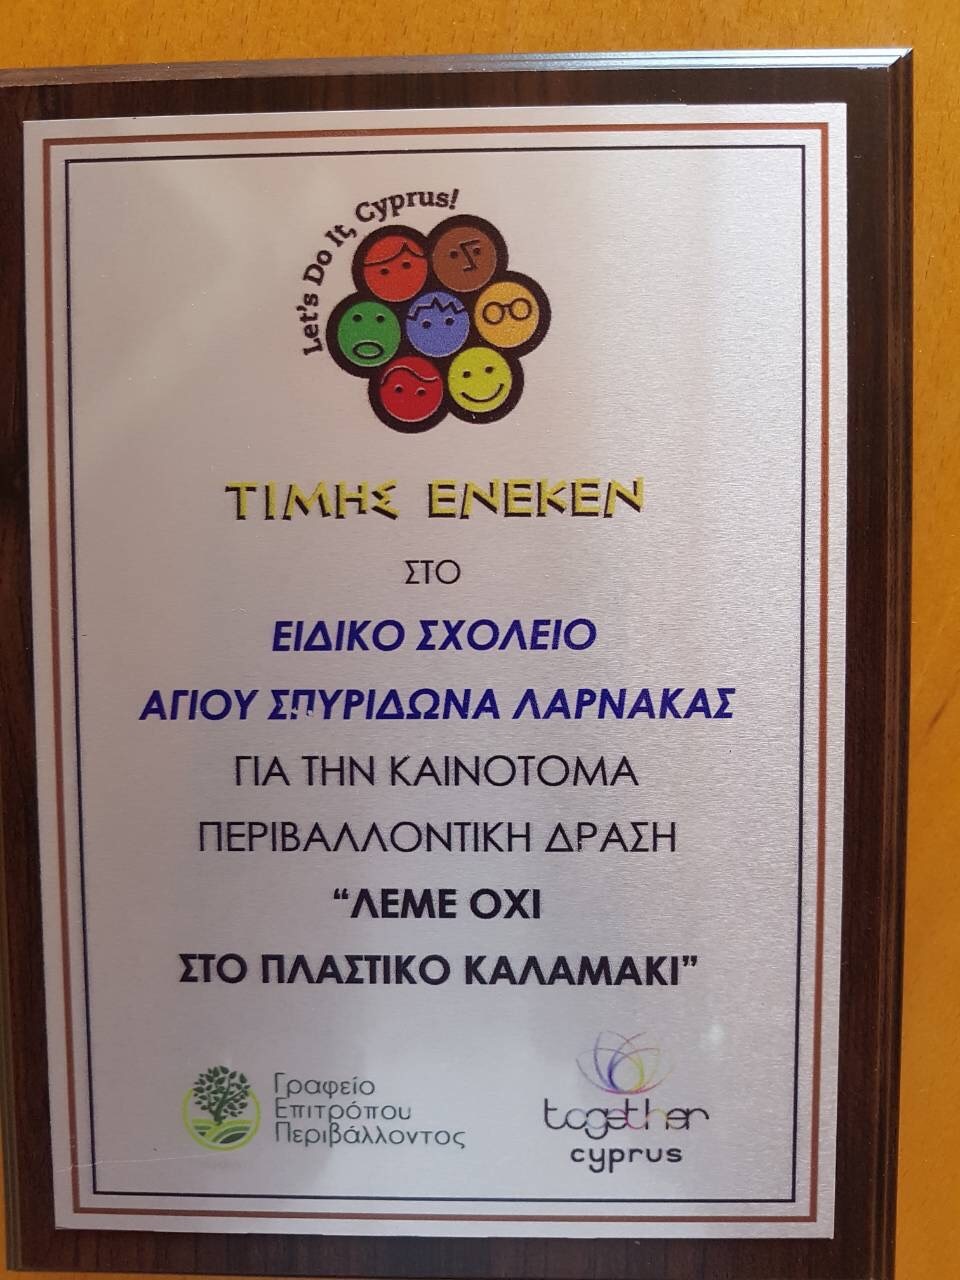 Let's Do It, Cyprus!
ΤΙΜΗΣ ΕΝΕΚΕΝ
ΣΤΟ
ΕΙΔΙΚΟ ΣΧΟΛΕΙΟ
ΑΓΙΟΥ ΣΠΥΡΙΔΩΝΑ ΛΑΡΝΑΚΑΣ
ΓΙΑ ΤΗΝ ΚΑΙΝΟΤΟΜΑ
ΠΕΡΙΒΑΛΛΟΝΤΙΚΗ ΔΡΑΣΗ
“ΛΕΜΕ ΟΧΙ
ΣΤΟ ΠΛΑΣΤΙΚΟ ΚΑΛΑΜΑΚΙ”
Γραφείο
Επιτρόπου
Περιβάλλοντος
together
cyprus